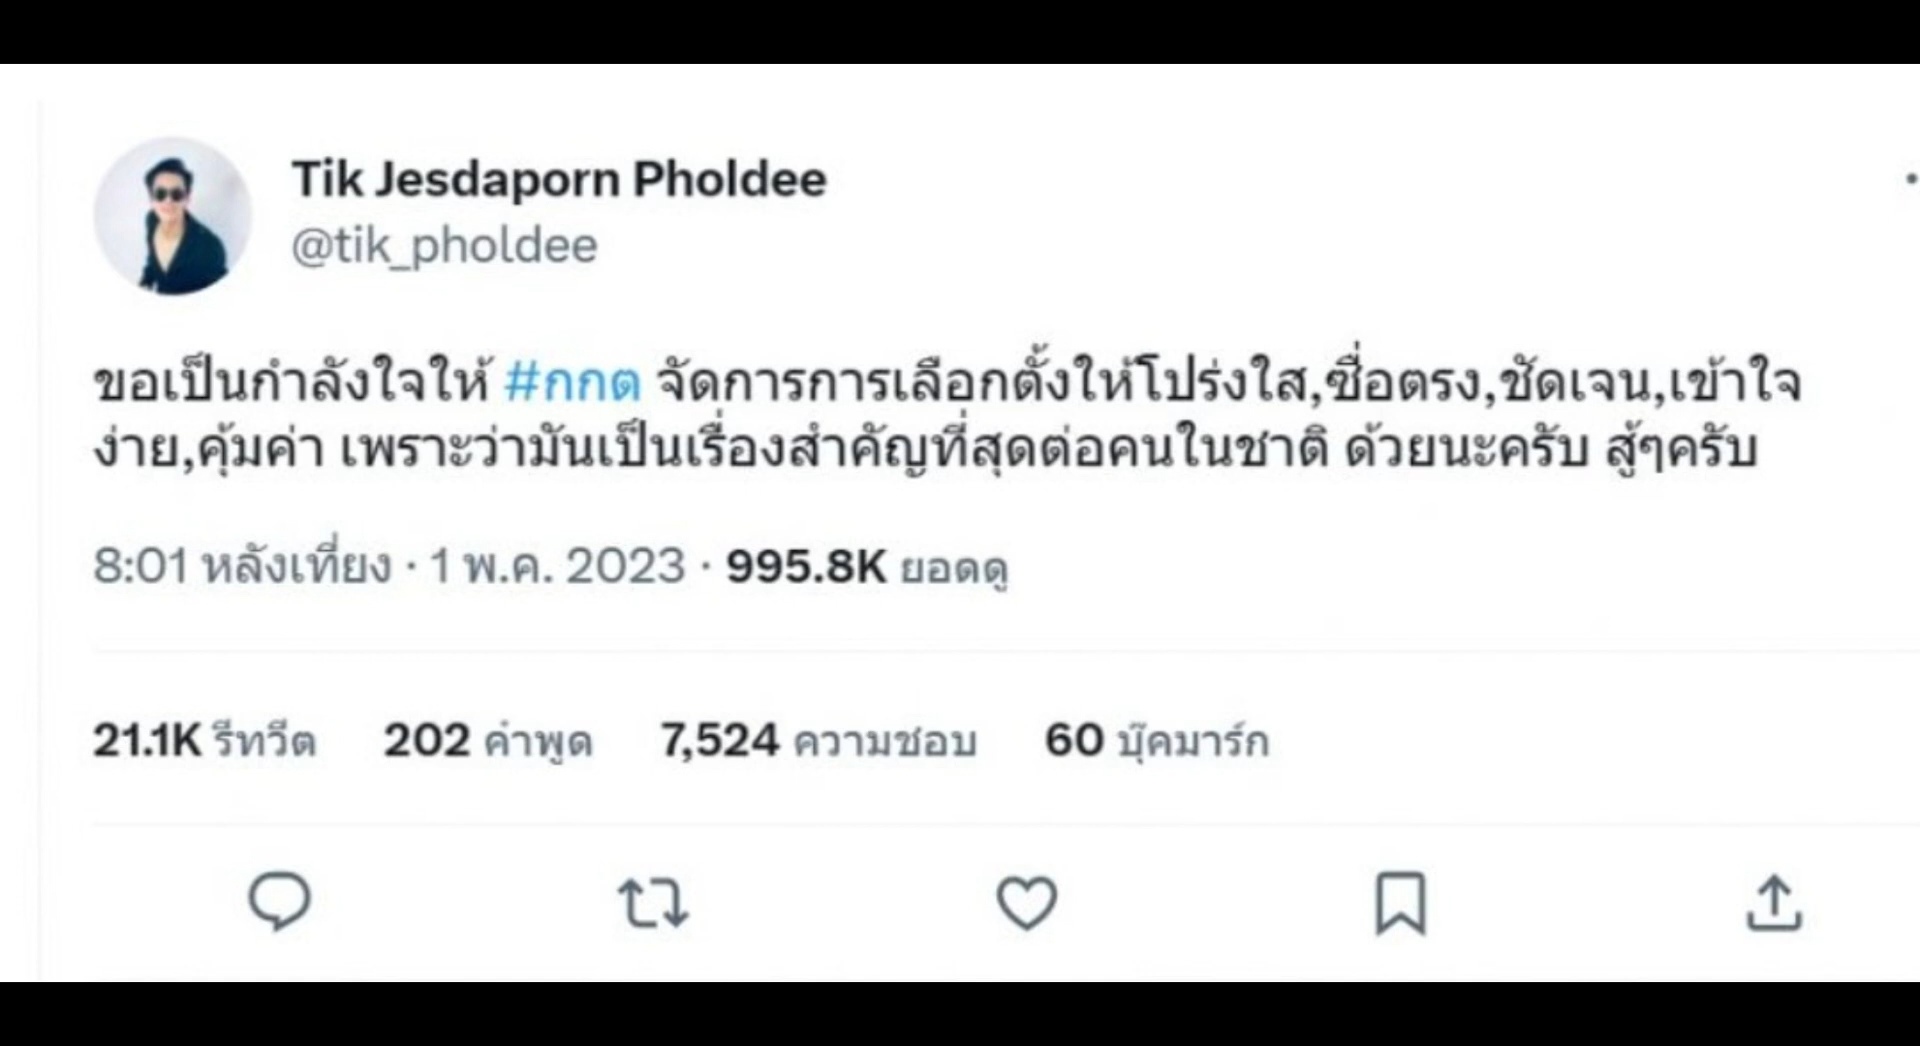 Tik Jesdaporn Pholdee
@tik_pholdee
ขอเป็นกำลังใจให้ #กกต จัดการการเลือกตั้งให้โปร่งใส,ซื่อตรง,ชัดเจน,เข้าใจ
ง่าย,คุ้มค่า เพราะว่ามันเป็นเรื่องสำคัญที่สุดต่อคนในชาติ ด้วยนะครับ สู้ๆครับ
8:01 หลังเที่ยง · 1 พ.ค. 2023 · 995.8K ยอดดู
21.1K รีทวีต 202 คำพูด 7,524 ความชอบ 60 บุ๊คมาร์ก